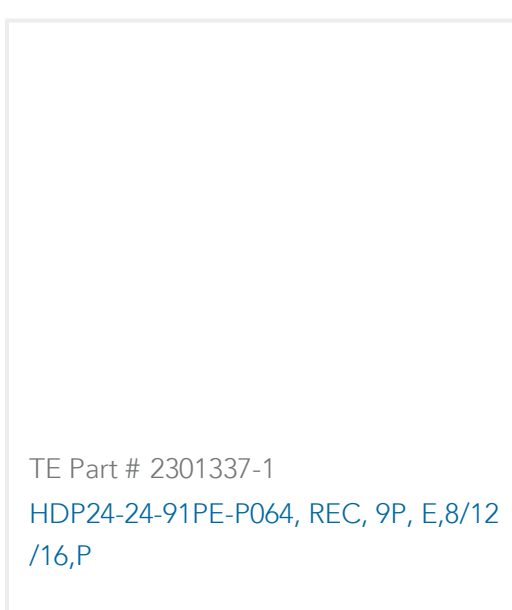 TE Part # 2301337-1
HDP24-24-91PE-P064, REC, 9P, E,8/12
/16,P